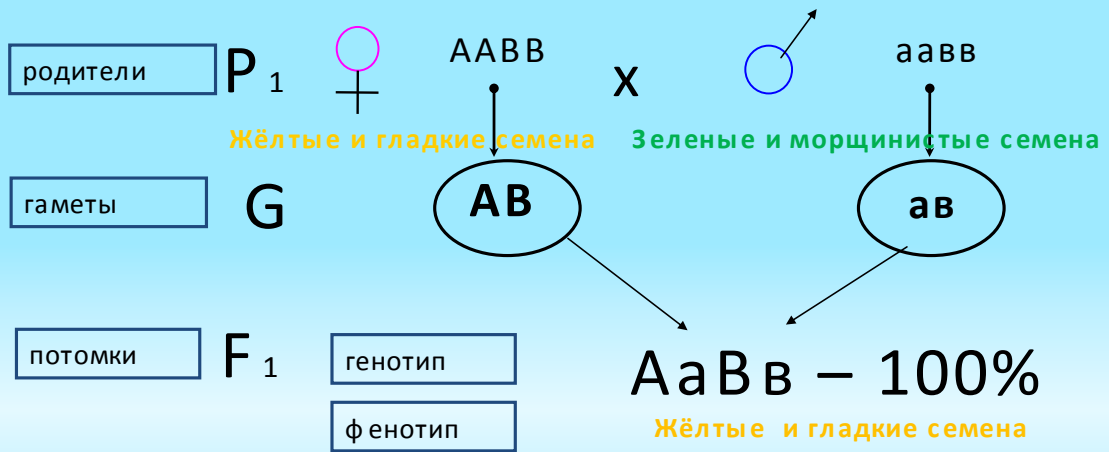 родители P 1 ААВВ х аавв
Жёлтые и гладкие семена Зеленые и морщинистые семена
гаметы G АВ ав
потомки F 1 генотип АаВв – 100%
фенотип Жёлтые и гладкие семена